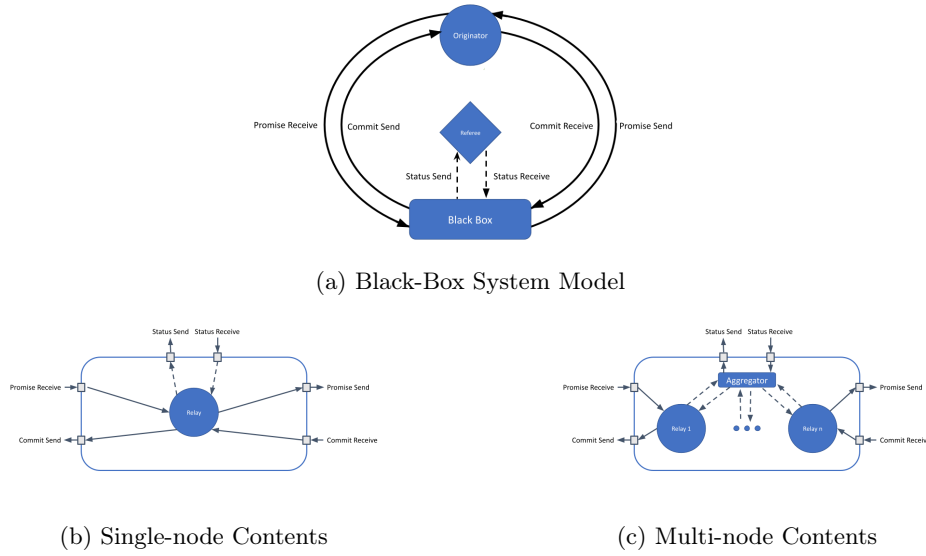 Originator
Promise Receive
Commit Send
Referee
Commit Receive
Promise Send
Status Send
Status Receive
Black Box
(a) Black-Box System Model
Status Send
Status Receive
Promise Receive
Promise Send
Relay
Commit Send
Commit Receive
(b) Single-node Contents
Status Send
Status Receive
Aggregator
Promise Receive
Promise Send
Relay 1
Relay n
Commit Send
Commit Receive
(c) Multi-node Contents